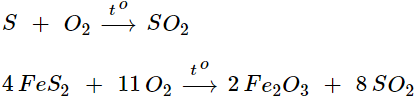 S + O₂ →(t^o) SO₂
4 FeS₂ + 11 O₂ →(t^o) 2 Fe₂O₃ + 8 SO₂